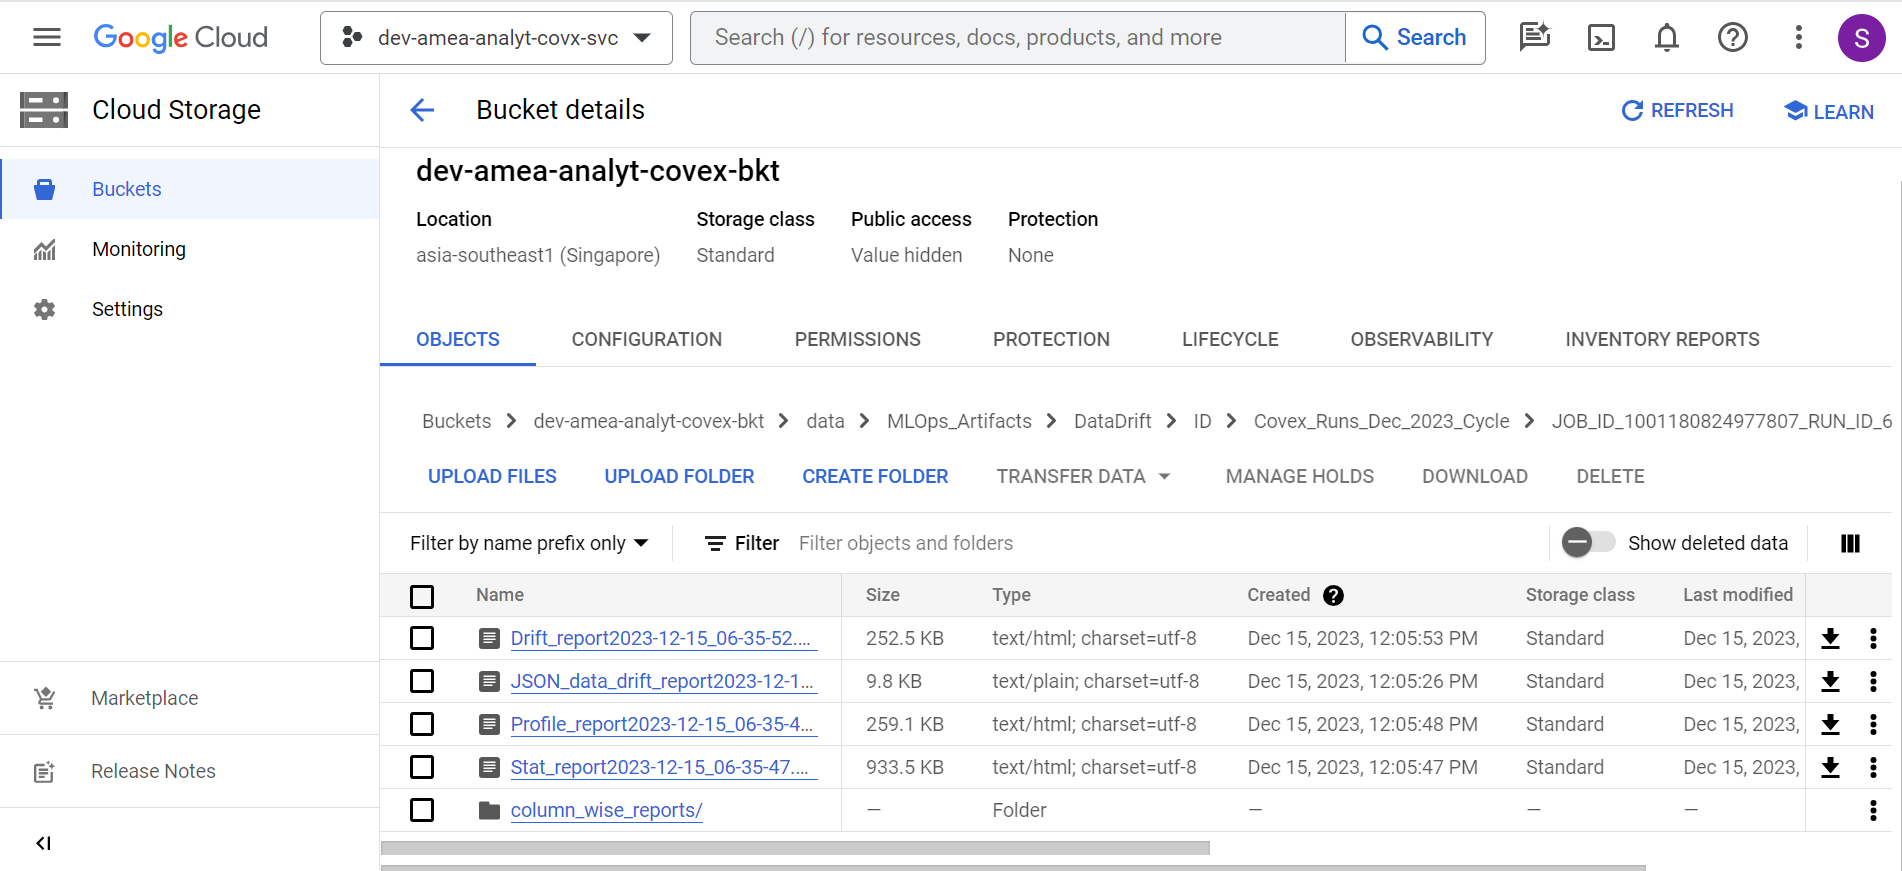 Google Cloud
dev-amea-analyt-covx-svc
Search (/) for resources, docs, products, and more
Search
S
Cloud Storage
Bucket details
REFRESH
LEARN
Buckets
Monitoring
Settings
Marketplace
Release Notes
dev-amea-analyt-covex-bkt
Location Storage class Public access Protection
asia-southeast1 (Singapore) Standard Value hidden None
OBJECTS CONFIGURATION PERMISSIONS PROTECTION LIFECYCLE OBSERVABILITY INVENTORY REPORTS
Buckets > dev-amea-analyt-covex-bkt > data > MLOps_Artifacts > DataDrift > ID > Covex_Runs_Dec_2023_Cycle > JOB_ID_1001180824977807_RUN_ID_6
UPLOAD FILES UPLOAD FOLDER CREATE FOLDER TRANSFER DATA MANAGE HOLDS DOWNLOAD DELETE
Filter by name prefix only Filter Filter objects and folders Show deleted data
Name Size Type Created ? Storage class Last modified
Drift_report2023-12-15_06-35-52.... 252.5 KB text/html; charset=utf-8 Dec 15, 2023, 12:05:53 PM Standard Dec 15, 2023,
JSON_data_drift_report2023-12-1... 9.8 KB text/plain; charset=utf-8 Dec 15, 2023, 12:05:26 PM Standard Dec 15, 2023,
Profile_report2023-12-15_06-35-4... 259.1 KB text/html; charset=utf-8 Dec 15, 2023, 12:05:48 PM Standard Dec 15, 2023,
Stat_report2023-12-15_06-35-47.... 933.5 KB text/html; charset=utf-8 Dec 15, 2023, 12:05:47 PM Standard Dec 15, 2023,
column_wise_reports/ — Folder — — —